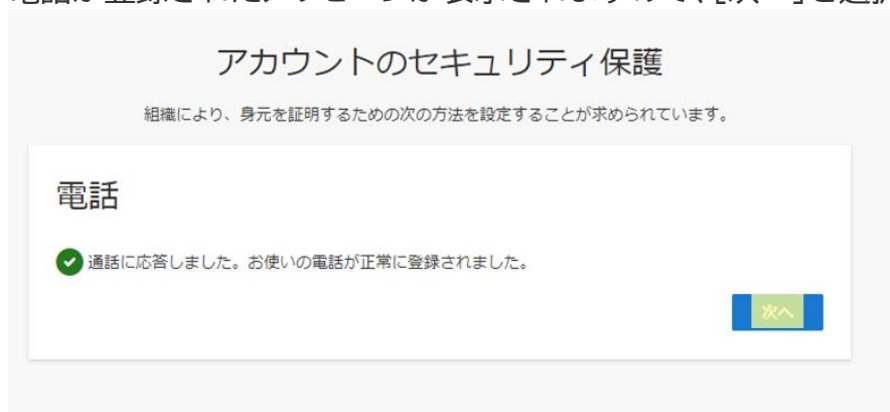 アカウントのセキュリティ保護
組織により、身元を証明するための次の方法を設定することが求められています。
電話
通話に応答しました。お使いの電話が正常に登録されました。
次へ